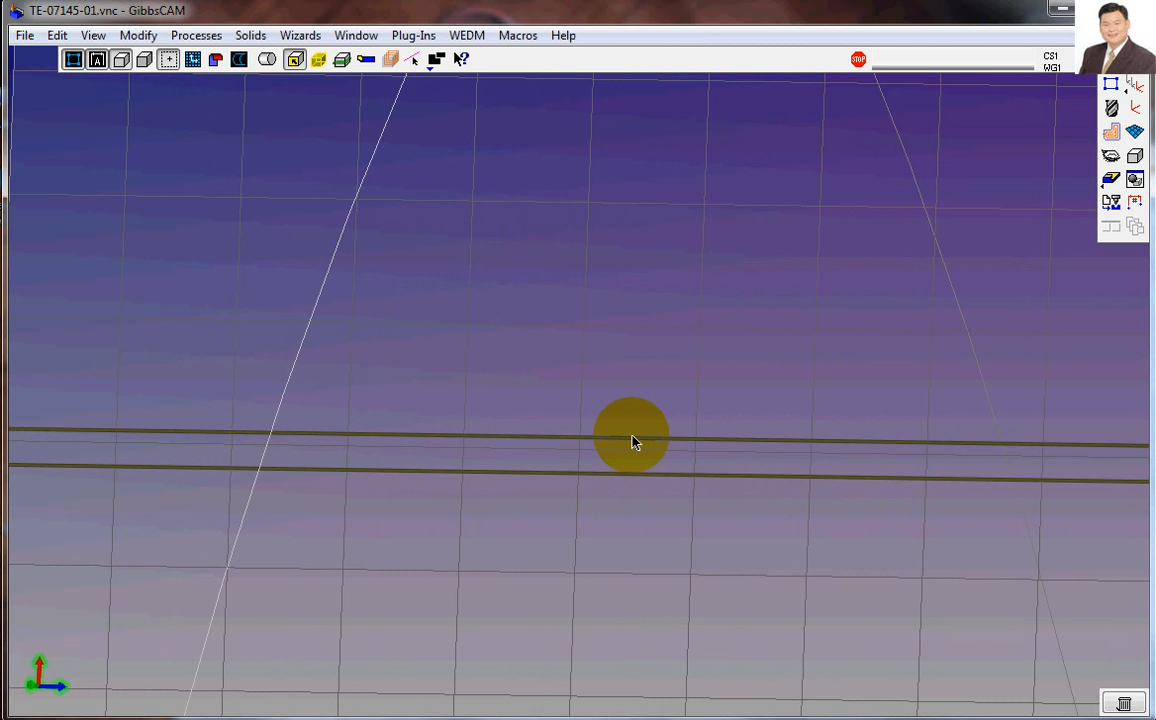 TE-07145-01.vnc - GibbsCAM
File Edit View Modify Processes Solids Wizards Window Plug-Ins WEDM Macros Help
A
STOP
CS1
WG1